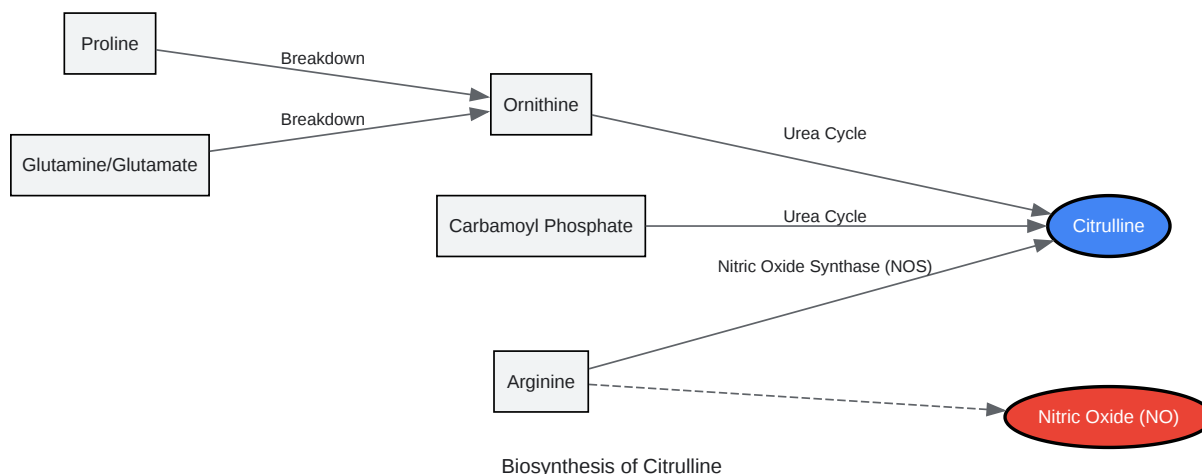 Proline
Breakdown
Ornithine
Breakdown
Glutamine/Glutamate
Urea Cycle
Carbamoyl Phosphate
Urea Cycle
Citrulline
Nitric Oxide Synthase (NOS)
Arginine
Nitric Oxide (NO)
Biosynthesis of Citrulline